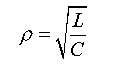 ρ = √(L/C)